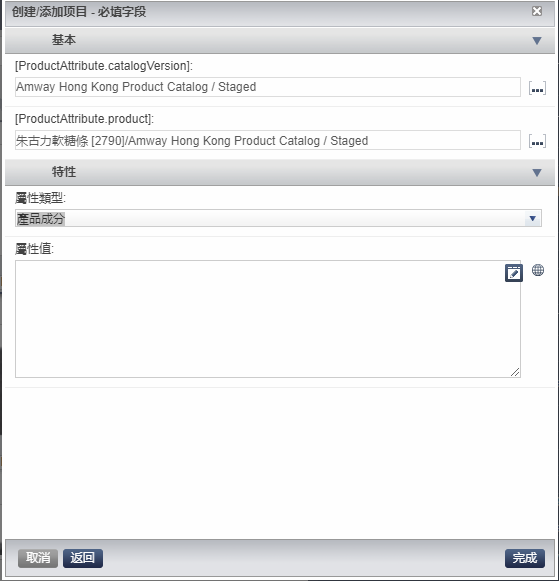 创建/添加项目 - 必填字段
基本
[ProductAttribute.catalogVersion]:
Amway Hong Kong Product Catalog / Staged
[ProductAttribute.product]:
朱古力軟糖條 [2790]/Amway Hong Kong Product Catalog / Staged
特性
屬性類型:
產品成分
屬性值:
取消 返回 完成